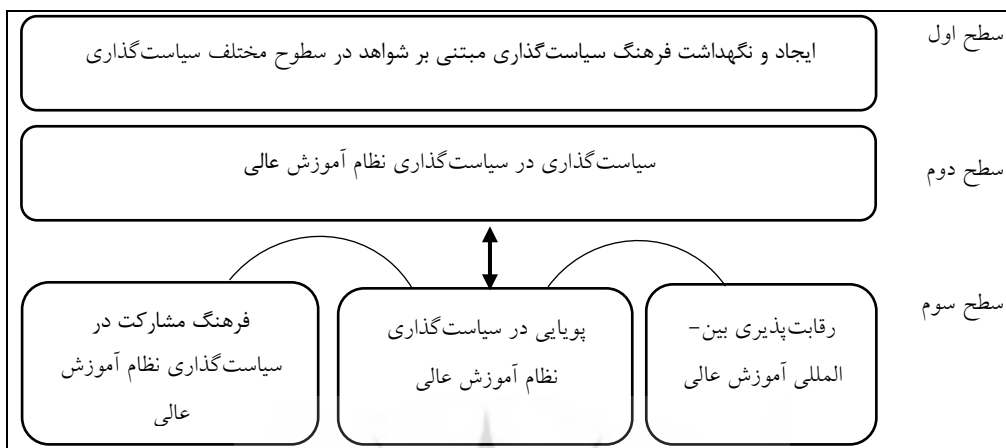 سطح اول
ایجاد و نگهداشت فرهنگ سیاست‌گذاری مبتنی بر شواهد در سطوح مختلف سیاست‌گذاری
سطح دوم
سیاست‌گذاری در سیاست‌گذاری نظام آموزش عالی
سطح سوم
رقابت‌پذیری بین-
المللی آموزش عالی
پویایی در سیاست‌گذاری
نظام آموزش عالی
فرهنگ مشارکت در
سیاست‌گذاری نظام آموزش
عالی